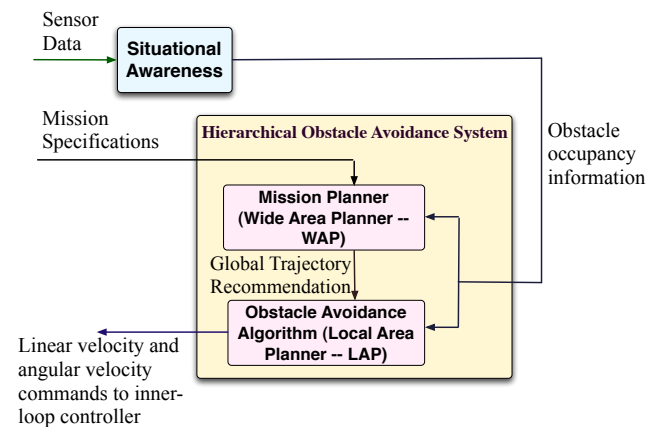 Sensor
Data
Situational
Awareness
Mission
Specifications
Hierarchical Obstacle Avoidance System
Obstacle
occupancy
information
Mission Planner
(Wide Area Planner --
WAP)
Global Trajectory
Recommendation
Obstacle Avoidance
Algorithm (Local Area
Planner -- LAP)
Linear velocity and
angular velocity
commands to inner-
loop controller